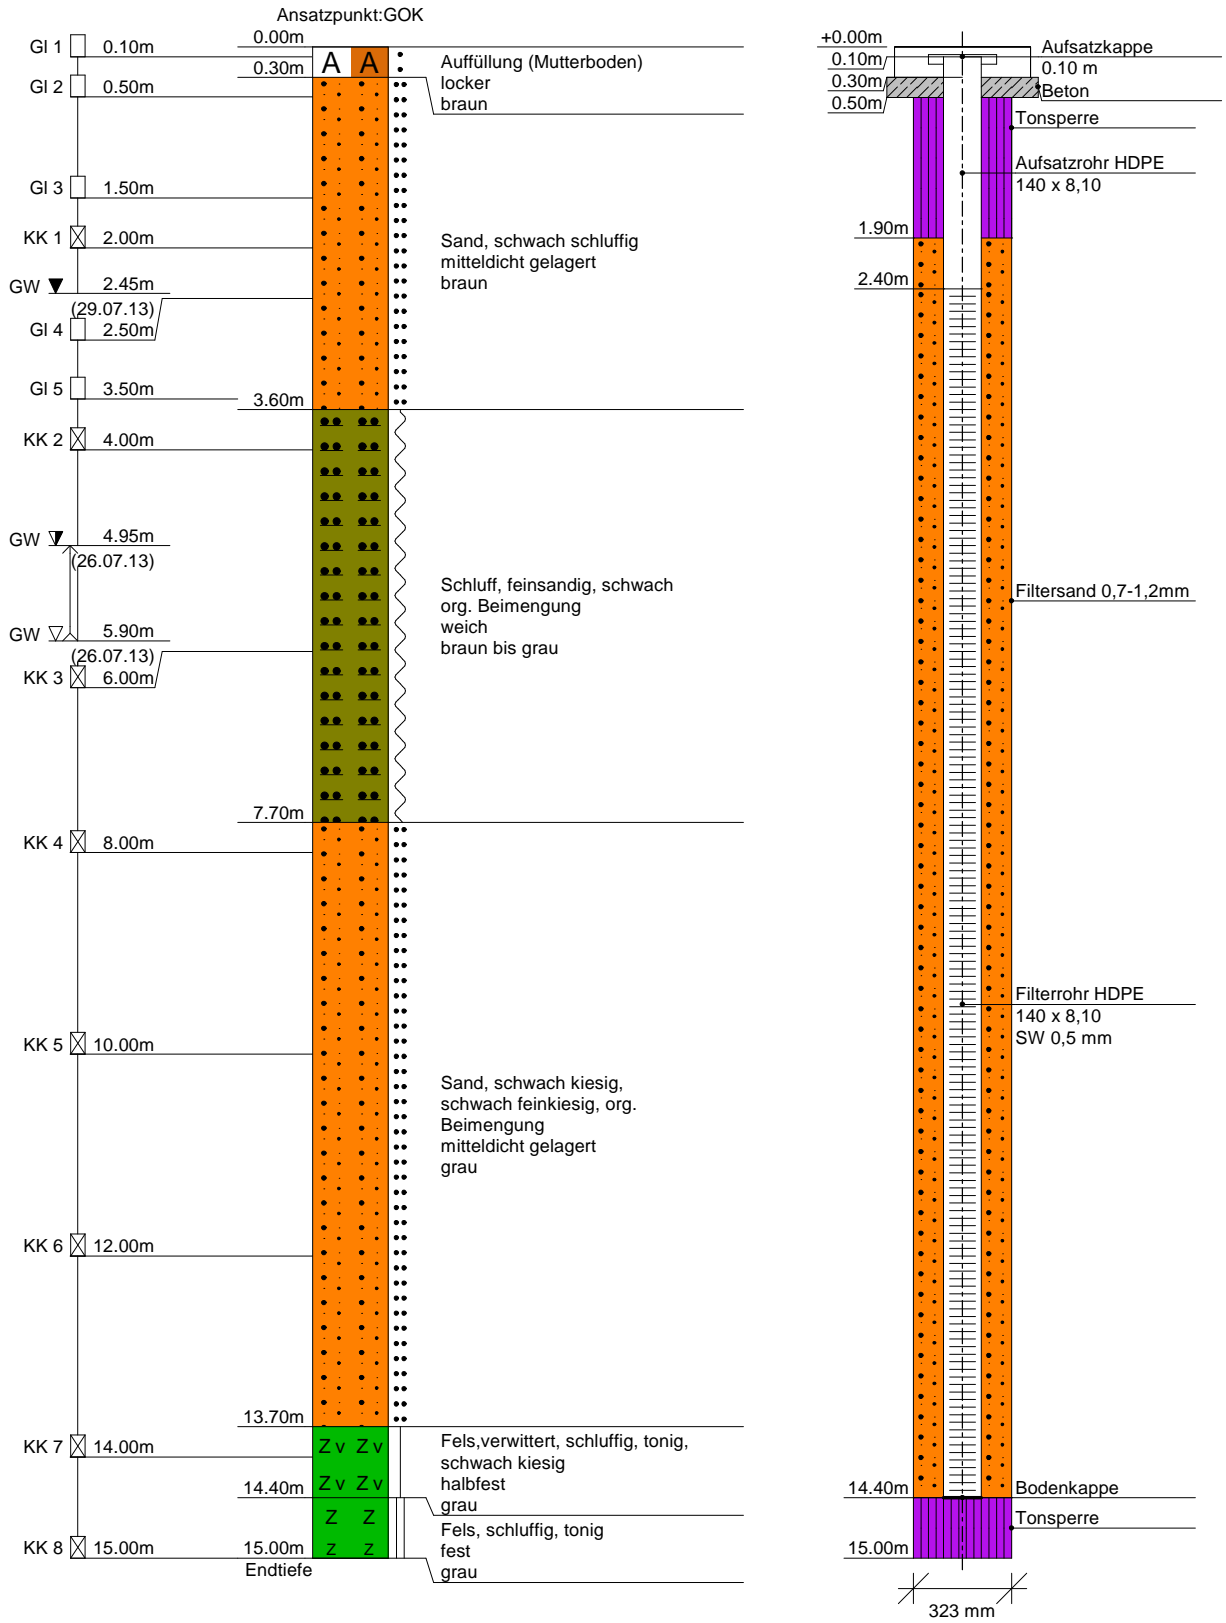 Ansatzpunkt:GOK
GI 1 0.10m
GI 2 0.50m
GI 3 1.50m
KK 1 2.00m
GW 2.45m
(29.07.13)
GI 4 2.50m
GI 5 3.50m
KK 2 4.00m
GW 4.95m
(26.07.13)
GW 5.90m
(26.07.13)
KK 3 6.00m
KK 4 8.00m
KK 5 10.00m
KK 6 12.00m
KK 7 14.00m
KK 8 15.00m
0.00m
0.30m
3.60m
7.70m
13.70m
14.40m
15.00m
Endtiefe
A A
Z v Z v
Z v Z v
Z Z
Z Z
Auffüllung (Mutterboden)
locker
braun
Sand, schwach schluffig
mitteldicht gelagert
braun
Schluff, feinsandig, schwach
org. Beimengung
weich
braun bis grau
Sand, schwach kiesig,
schwach feinkiesig, org.
Beimengung
mitteldicht gelagert
grau
Fels,verwittert, schluffig, tonig,
schwach kiesig
halbfest
grau
Fels, schluffig, tonig
fest
grau
+0.00m
0.10m
0.30m
0.50m
1.90m
2.40m
14.40m
15.00m
Aufsatzkappe
0.10 m
Beton
Tonsperre
Aufsatzrohr HDPE
140 x 8,10
Filtersand 0,7-1,2mm
Filterrohr HDPE
140 x 8,10
SW 0,5 mm
Bodenkappe
Tonsperre
323 mm